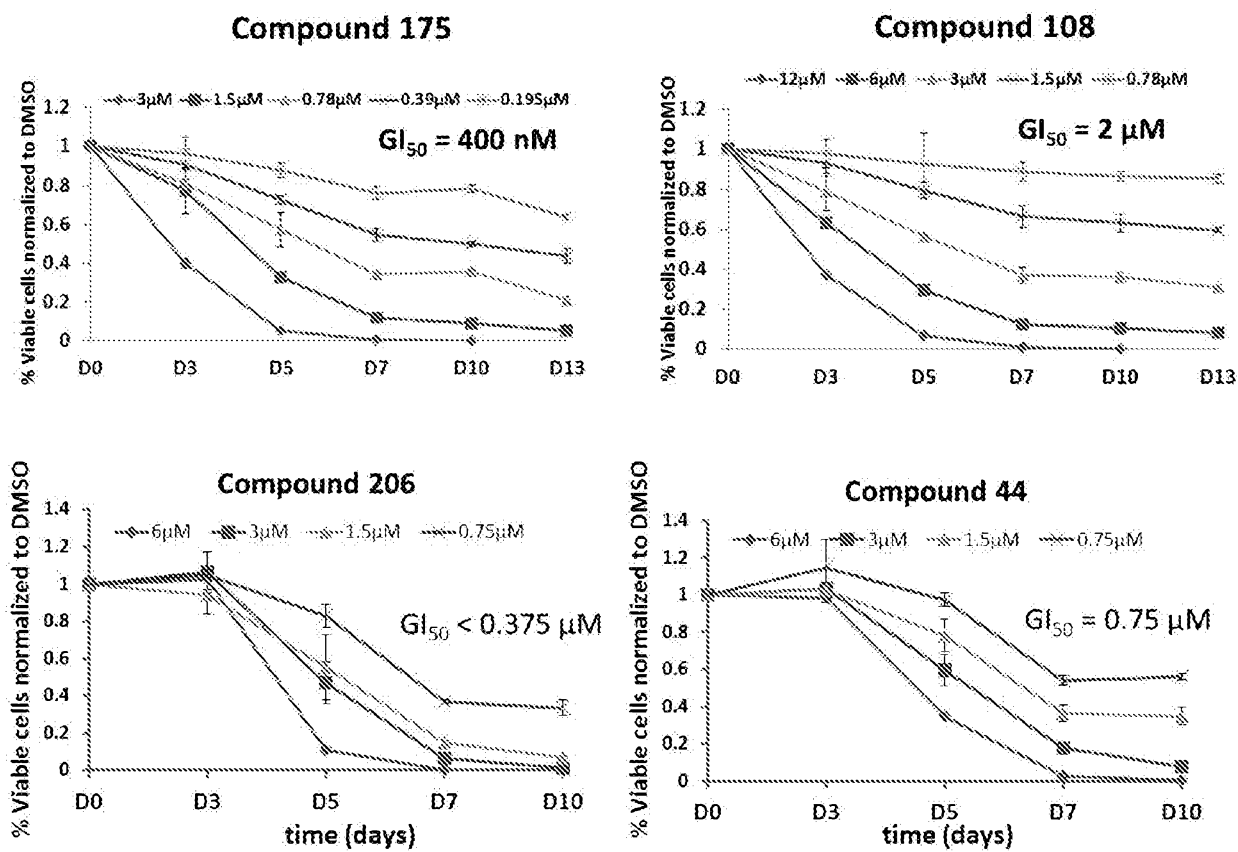 Compound 175
3µM 1.5µM 0.78µM 0.39µM 0.195µM
% Viable cells normalized to DMSO
1.2
1
0.8
0.6
0.4
0.2
0
GI50 = 400 nM
D0 D3 D5 D7 D10 D13
Compound 108
12µM 6µM 3µM 1.5µM 0.78µM
% Viable cells normalized to DMSO
1.2
1
0.8
0.6
0.4
0.2
0
GI50 = 2 µM
D0 D3 D5 D7 D10 D13
Compound 206
6µM 3µM 1.5µM 0.75µM
% Viable cells normalized to DMSO
1.4
1.2
1
0.8
0.6
0.4
0.2
0
GI50 < 0.375 µM
D0 D3 D5 D7 D10
time (days)
Compound 44
6µM 3µM 1.5µM 0.75µM
% Viable cells normalized to DMSO
1.4
1.2
1
0.8
0.6
0.4
0.2
0
GI50 = 0.75 µM
D0 D3 D5 D7 D10
time (days)